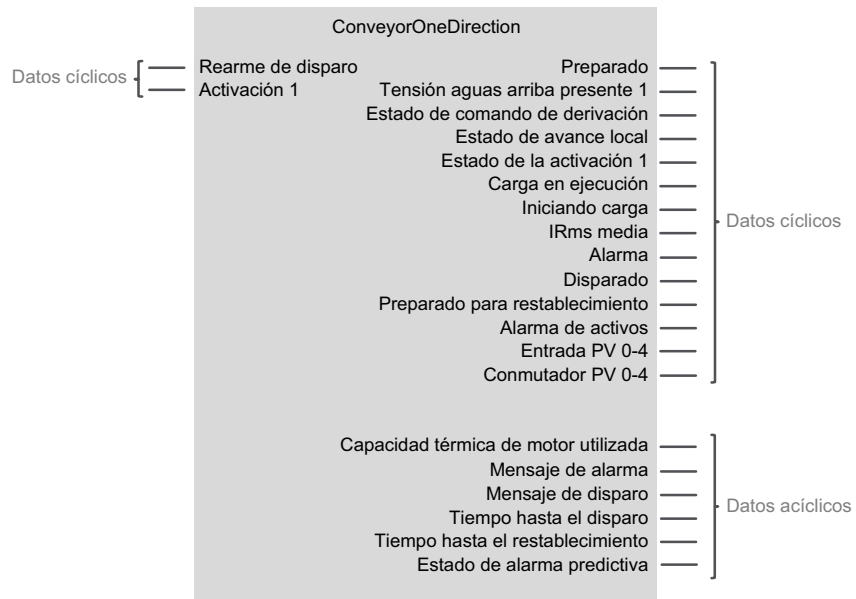 ConveyorOneDirection
Datos cíclicos
Rearme de disparo
Activación 1
Preparado
Tensión aguas arriba presente 1
Estado de comando de derivación
Estado de avance local
Estado de la activación 1
Carga en ejecución
Iniciando carga
IRms media
Alarma
Disparado
Preparado para restablecimiento
Alarma de activos
Entrada PV 0-4
Conmutador PV 0-4
Datos cíclicos
Capacidad térmica de motor utilizada
Mensaje de alarma
Mensaje de disparo
Tiempo hasta el disparo
Tiempo hasta el restablecimiento
Estado de alarma predictiva
Datos acíclicos